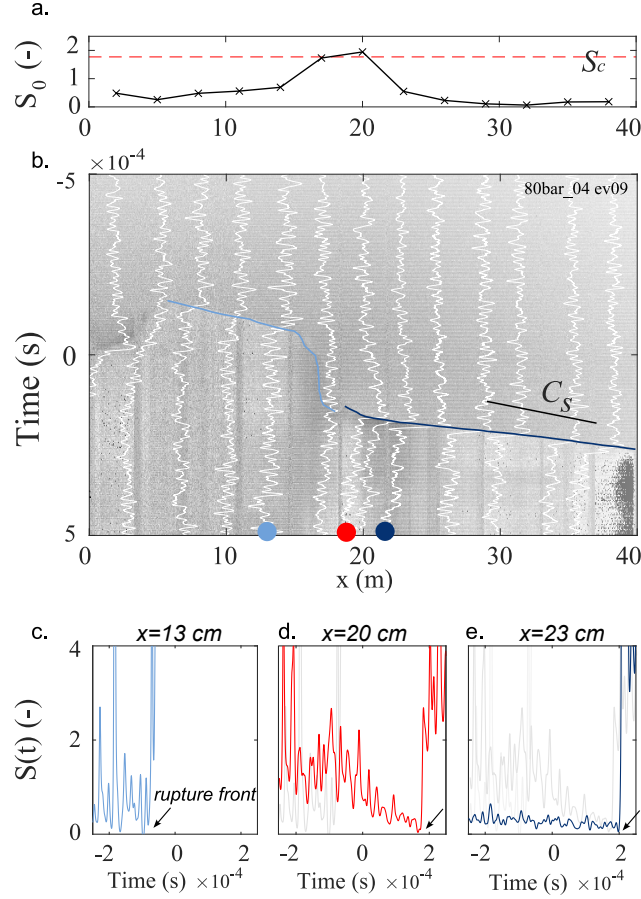 a.
S₀ (-)
2
1
0
S_c
0 10 20 30 40
b.
×10⁻⁴
80bar_04 ev09
Time (s)
-5
0
5
C_s
0 10 20 30 40
x (m)
c. x=13 cm d. x=20 cm e. x=23 cm
S(t) (-)
4
2
0
rupture front
-2 0 2 -2 0 2 -2 0 2
Time (s) ×10⁻⁴ Time (s) ×10⁻⁴ Time (s) ×10⁻⁴